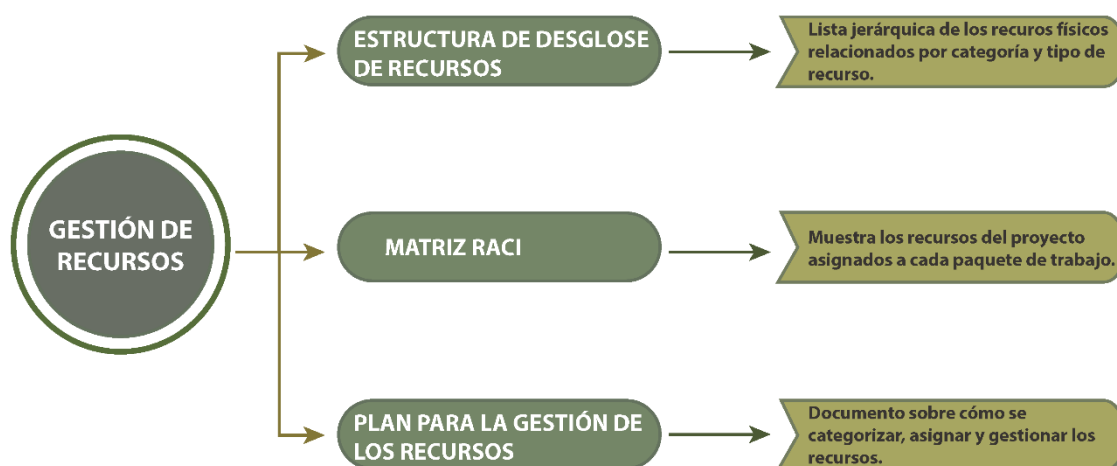 GESTIÓN DE
RECURSOS
ESTRUCTURA DE DESGLOSE
DE RECURSOS
Lista jerárquica de los recuros físicos
relacionados por categoría y tipo de
recurso.
MATRIZ RACI
Muestra los recursos del proyecto
asignados a cada paquete de trabajo.
PLAN PARA LA GESTIÓN DE
LOS RECURSOS
Documento sobre cómo se
categorizar, asignar y gestionar los
recursos.